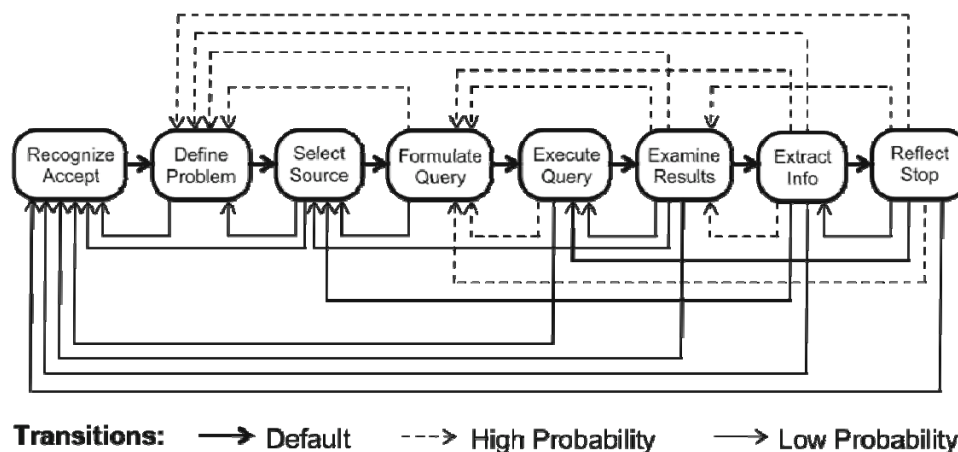 Recognize
Accept
Define
Problem
Select
Source
Formulate
Query
Execute
Query
Examine
Results
Extract
Info
Reflect
Stop
Transitions: Default High Probability Low Probability